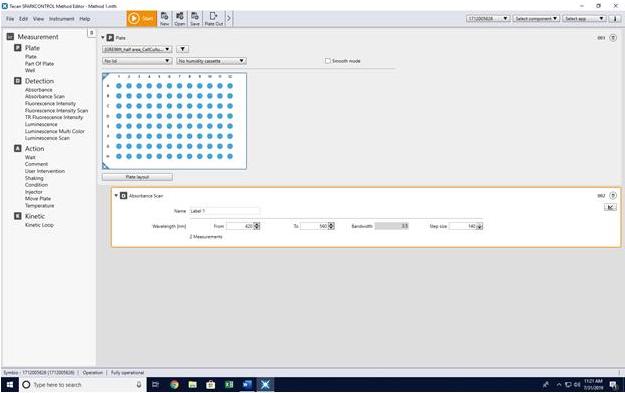 Tecan SPARKCONTROL Method Editor - Method 1.mth
File Edit View Instrument Help
Start
New Open Save Plate Out
1712005626 Select component Select app
Measurement
P Plate
Plate
Part Of Plate
Well
D Detection
Absorbance
Absorbance Scan
Fluorescence Intensity
Fluorescence Intensity Scan
TR Fluorescence Intensity
Luminescence
Luminescence Multi Color
Luminescence Scan
A Action
Wait
Comment
User Intervention
Shaking
Condition
Injector
Move Plate
Temperature
K Kinetic
Kinetic Loop
P Plate 001
No lid No humidity cassette Smooth mode
1 2 3 4 5 6 7 8 9 10 11 12
A
B
C
D
E
F
G
H
Plate layout
D Absorbance Scan 002
Name Label 1
Wavelength [nm] From 420 To 560 Bandwidth 3.5 Step size 140
2 Measurements
Symbio - 1712005626 (1712005626) Operation Fully operational
Type here to search
11:21 AM
7/31/2019